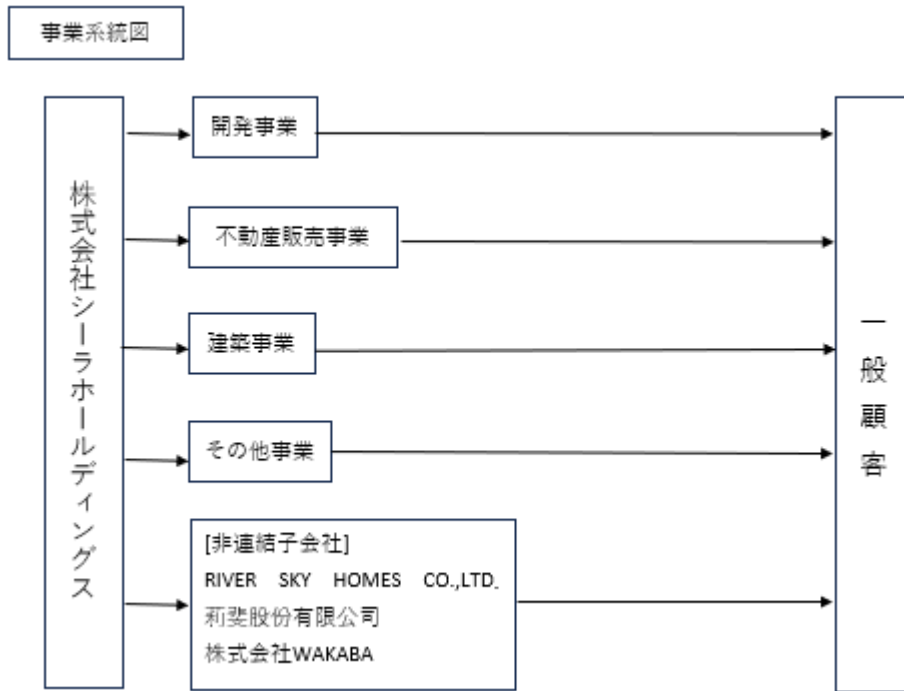 事業系統図
株式会社シーラホールディングス
開発事業
不動産販売事業
建築事業
その他事業
[非連結子会社]
RIVER SKY HOMES CO.,LTD.
莉斐股份有限公司
株式会社WAKABA
一般顧客